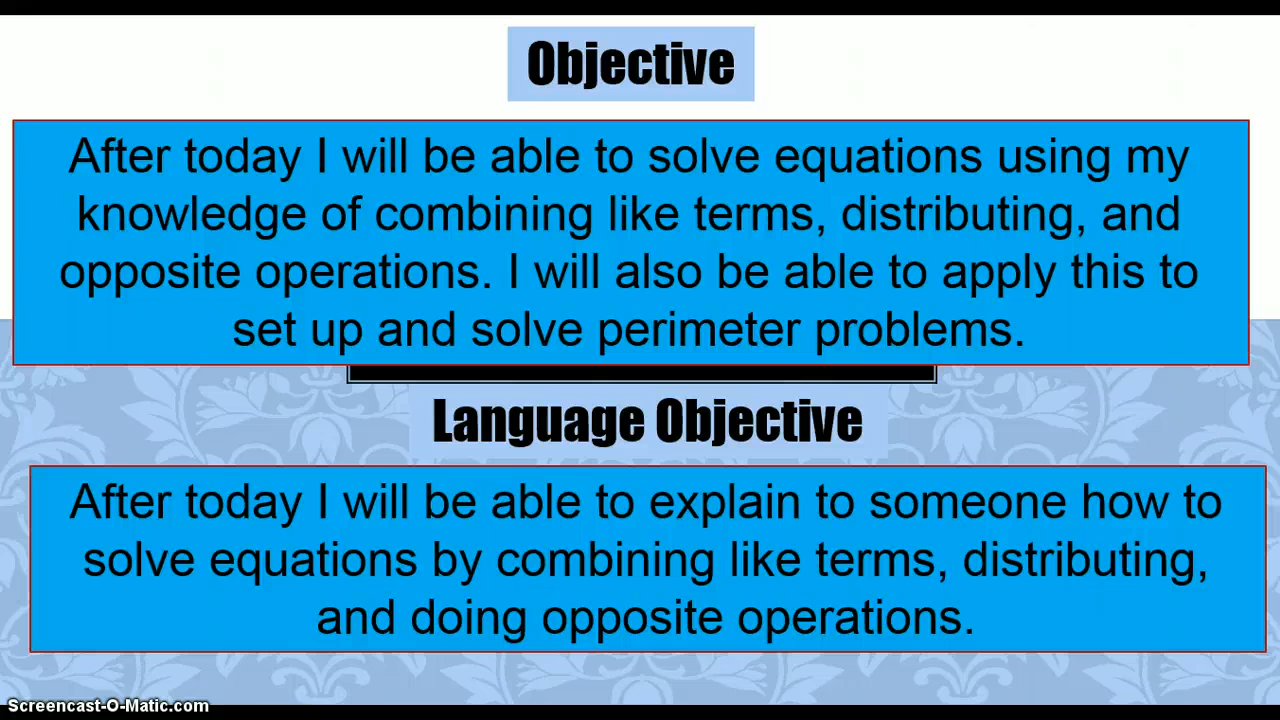 Objective
After today I will be able to solve equations using my
knowledge of combining like terms, distributing, and
opposite operations. I will also be able to apply this to
set up and solve perimeter problems.
Language Objective
After today I will be able to explain to someone how to
solve equations by combining like terms, distributing,
and doing opposite operations.
Screencast-O-Matic.com